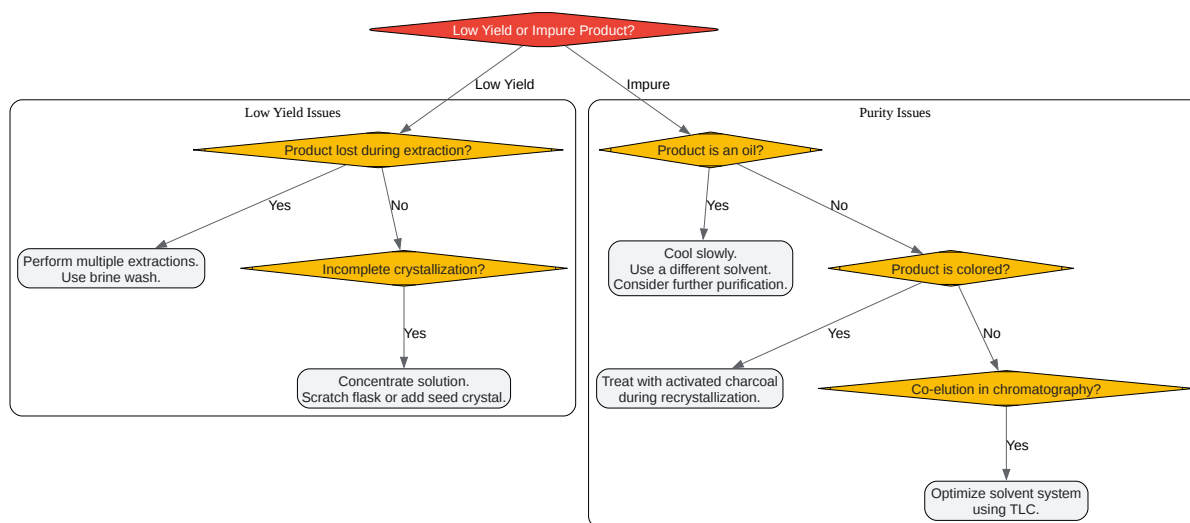 Low Yield or Impure Product?
Low Yield
Impure
Low Yield Issues
Purity Issues
Product lost during extraction?
Product is an oil?
Yes
No
Yes
No
Perform multiple extractions.
Use brine wash.
Incomplete crystallization?
Cool slowly.
Use a different solvent.
Consider further purification.
Product is colored?
Yes
Yes
No
Concentrate solution.
Scratch flask or add seed crystal.
Treat with activated charcoal
during recrystallization.
Co-elution in chromatography?
Yes
Optimize solvent system
using TLC.